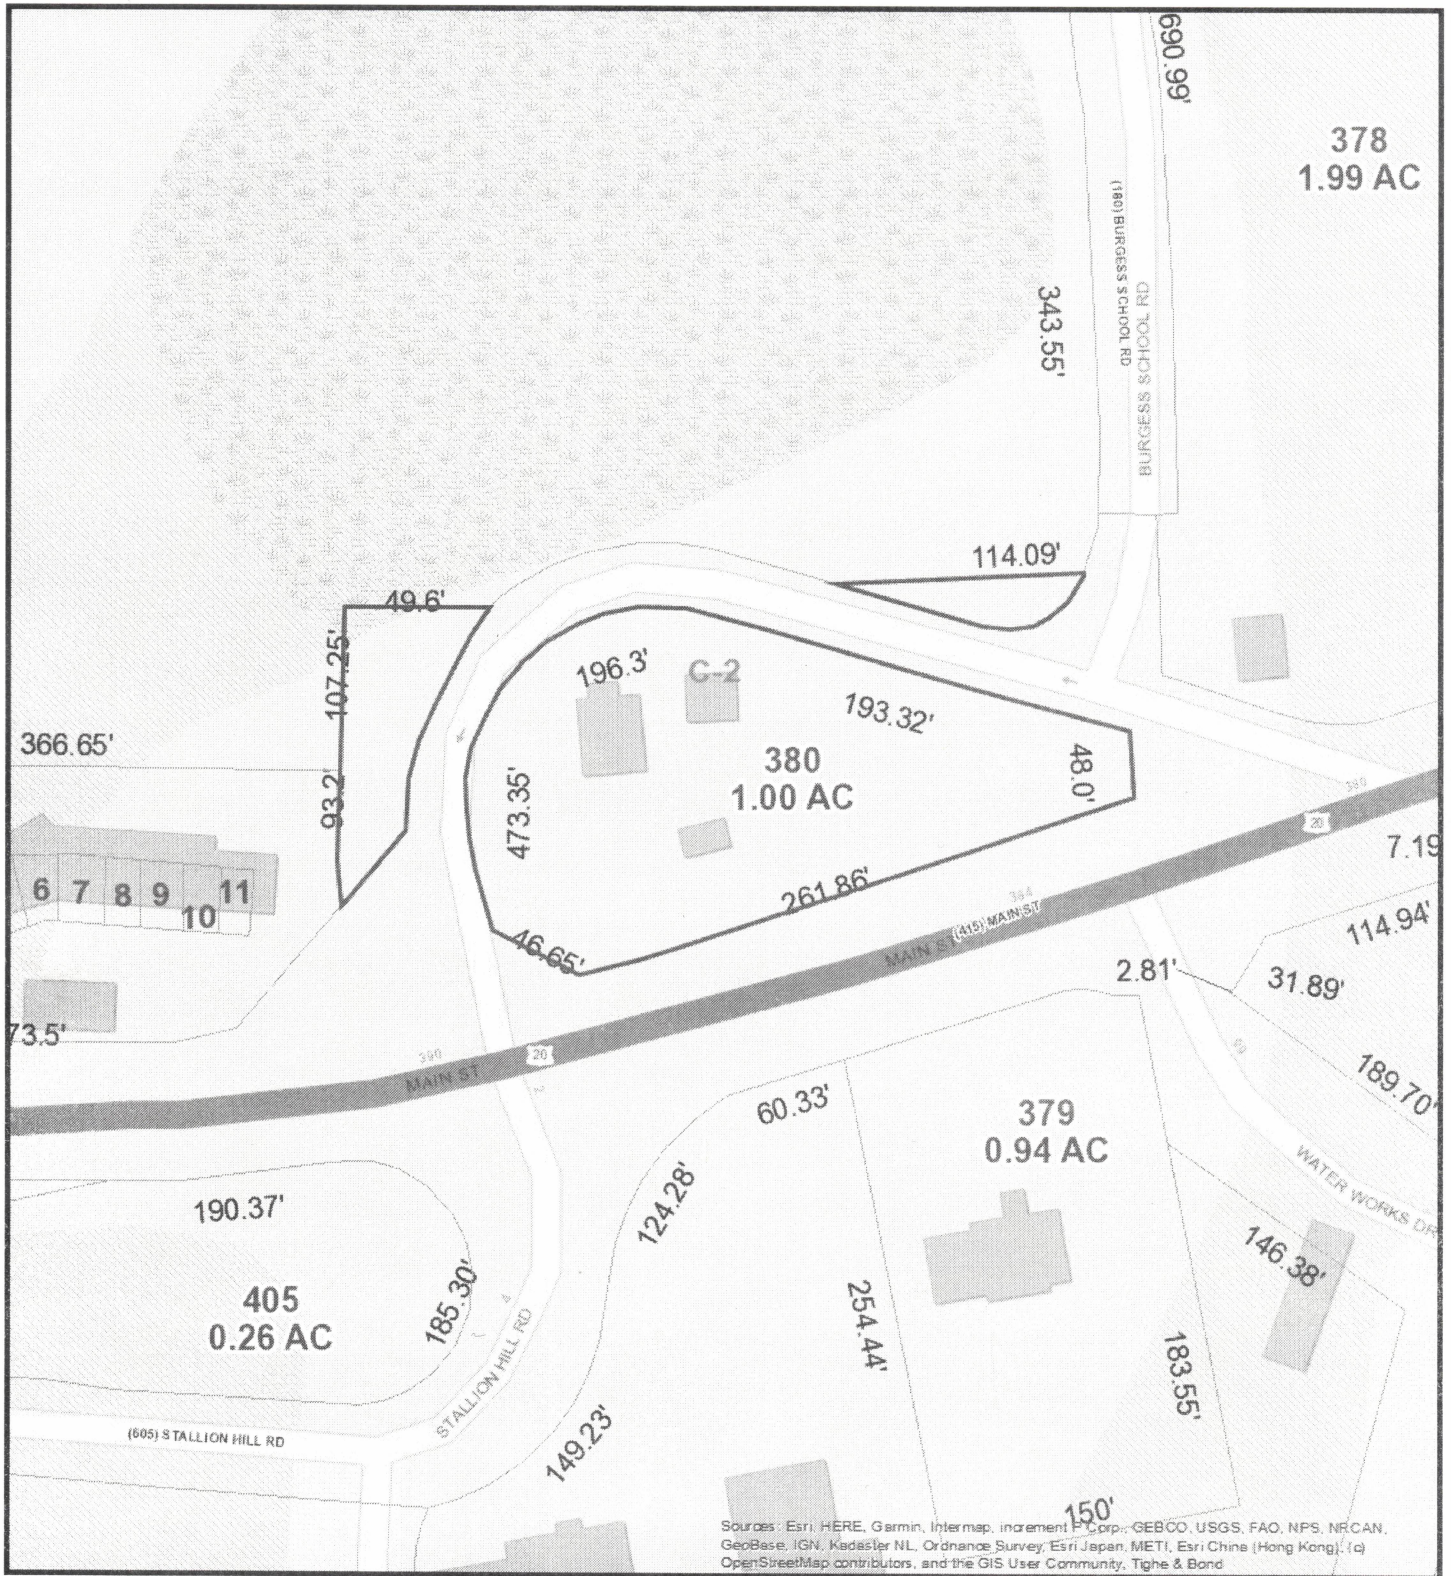 690.99'
378
1.99 AC
(180) BURGESS SCHOOL RD
BURGESS SCHOOL RD
343.55'
114.09'
49.6'
107.25'
196.3'
C-2
193.32'
366.65'
93.2'
380
1.00 AC
48.0'
473.35'
380
20
7.19
6
7
8
9
10
11
261.86'
384
(415) MAIN ST
MAIN ST
114.94'
46.65'
2.81'
31.89'
73.5'
390
20
MAIN ST
2
69
189.70'
60.33'
379
0.94 AC
WATER WORKS DR
124.28'
190.37'
146.38'
405
0.26 AC
185.30'
254.44'
4
STALLION HILL RD
183.55'
(605) STALLION HILL RD
149.23'
150'
Sources: Esri, HERE, Garmin, Intermap, increment P Corp., GEBCO, USGS, FAO, NPS, NRCAN,
GeoBase, IGN, Kadaster NL, Ordnance Survey, Esri Japan, METI, Esri China (Hong Kong), (c)
OpenStreetMap contributors, and the GIS User Community, Tighe & Bond